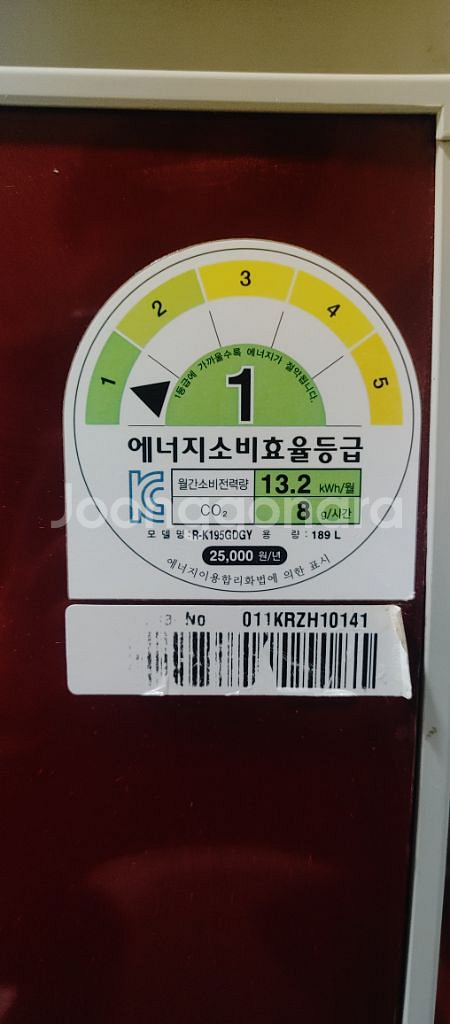 1 2 3 4 5
1등급에 가까울수록 에너지가 절약됩니다.
1
에너지소비효율등급
월간소비전력량 13.2 kWh/월
CO₂ 8 g/시간
모 델 명 :R-K195GDGY 용 량 : 189 L
25,000 원/년
에너지이용합리화법에 의한 표시
Joonggonara
No 011KRZH10141